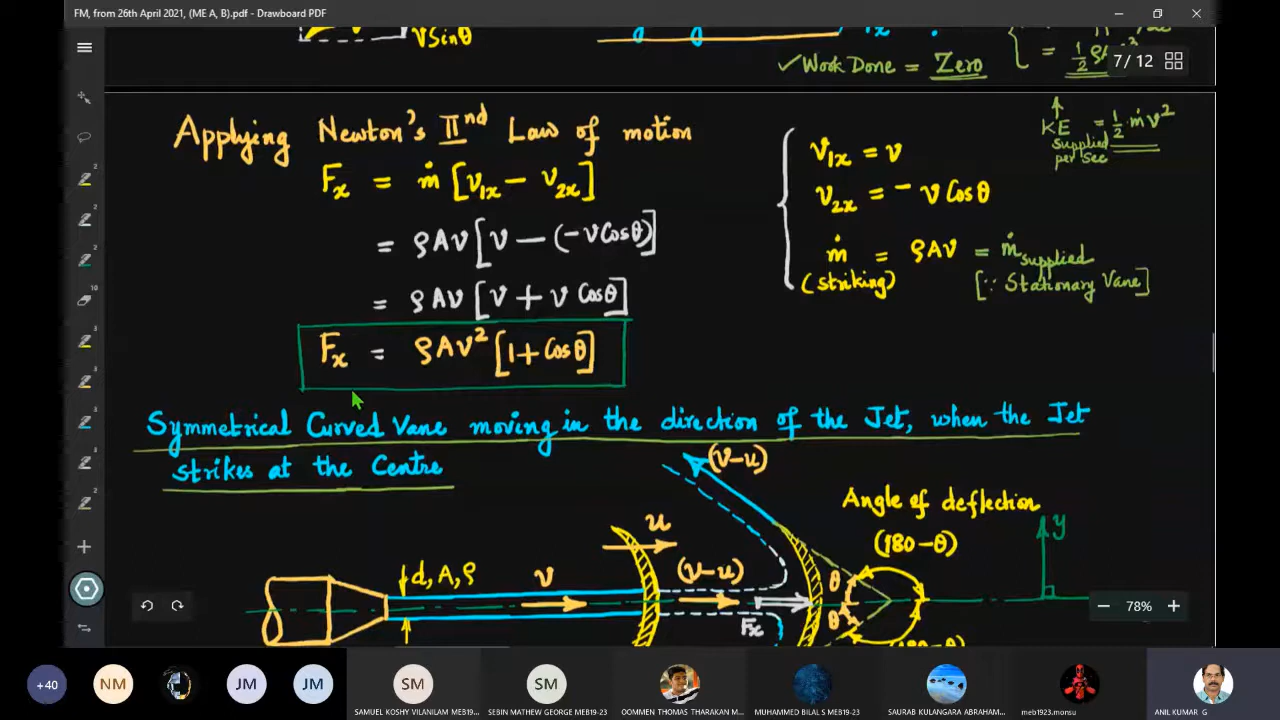 FM, from 26th April 2021, (ME A, B).pdf - Drawboard PDF
VSinθ
✓Work Done = Zero
7 / 12
Applying Newton's IInd Law of motion
Fx = ṁ [V1x - V2x]
= ρAV [V - (-VCosθ)]
= ρAV [V + V Cosθ]
Fx = ρAV² [1 + Cosθ]
V1x = V
V2x = - V Cosθ
ṁ = ρAV = ṁ supplied
(striking) [∵ Stationary Vane]
KE = ½ ṁv²
supplied
per Sec
Symmetrical Curved Vane moving in the direction of the Jet, when the Jet
strikes at the Centre
(V-u)
Angle of deflection
(180-θ)
y
u
d, A, ρ
V
(V-u)
Fx
θ
θ
(180-θ)
78%
+40
NM
JM
JM
SM
SM
SAMUEL KOSHY VILANILAM MEB19...
SEBIN MATHEW GEORGE MEB19-23
OOMMEN THOMAS THARAKAN M...
MUHAMMED BILAL S MEB19-23
SAURAB KULANGARA ABRAHAM...
meb1923.monsu
ANIL KUMAR G